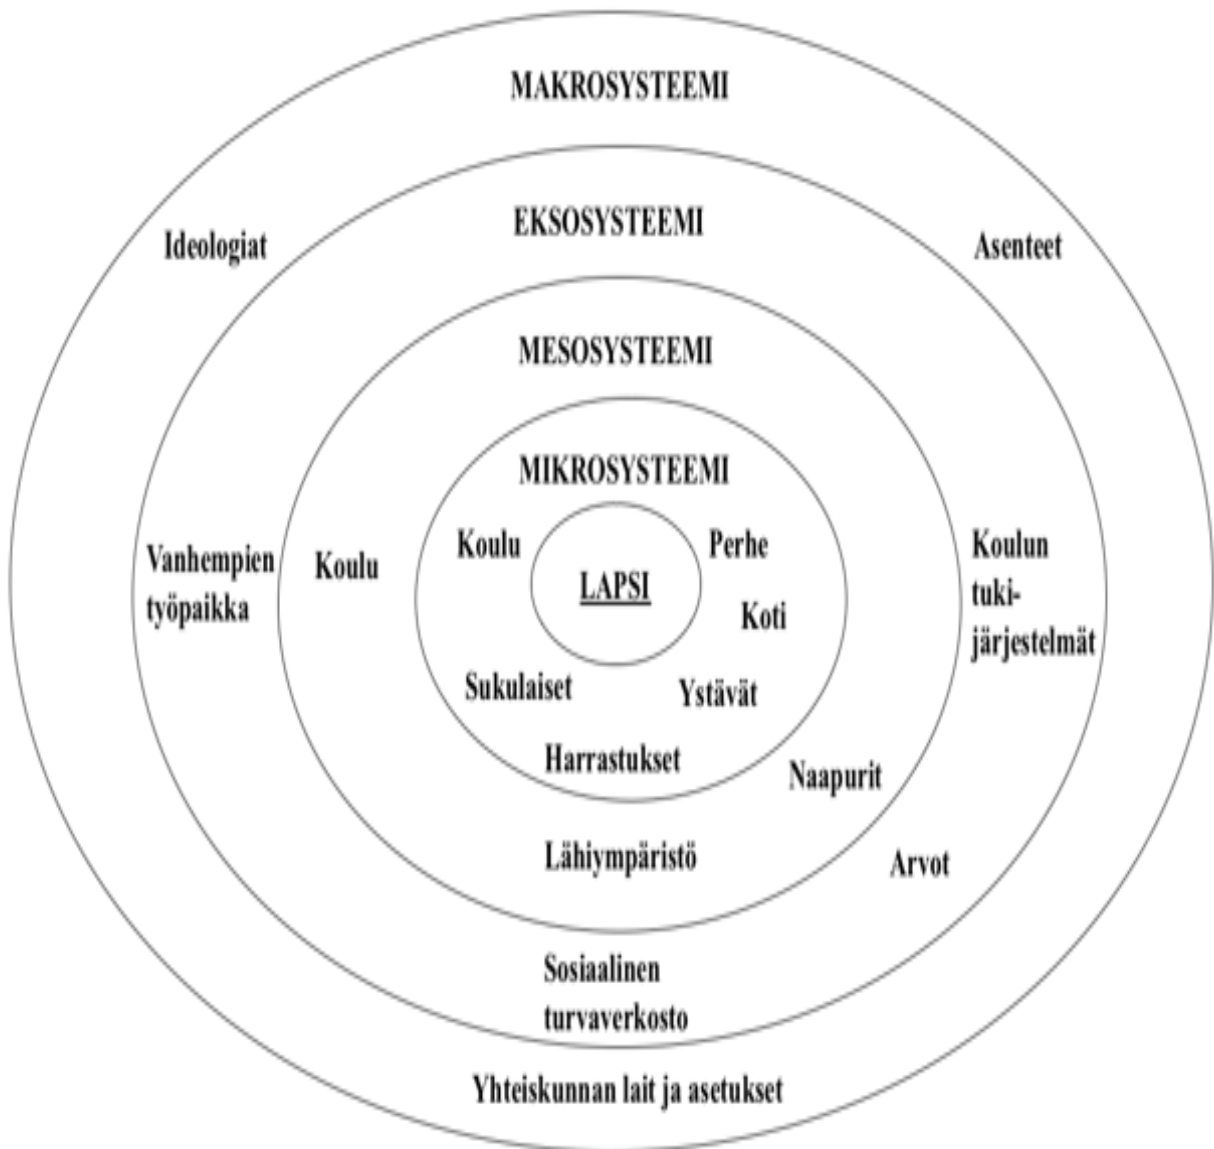 MAKROSYSTEEMI
EKSOSYSTEEMI
Ideologiat
Asenteet
MESOSYSTEEMI
MIKROSYSTEEMI
Koulu
Perhe
Vanhempien
työpaikka
Koulu
LAPSI
Koulun
tuki-
järjestelmät
Koti
Sukulaiset
Ystävät
Harrastukset
Naapurit
Lähiympäristö
Arvot
Sosiaalinen
turvaverkosto
Yhteiskunnan lait ja asetukset